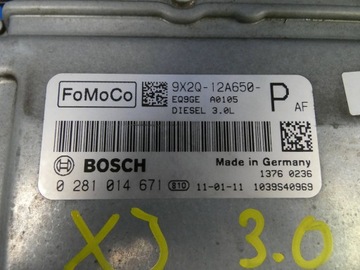 FoMoCo
9X2Q-12A650-
EQ9GE A0105
DIESEL 3.0L
P
AF
BOSCH
Made in Germany
1376 0236
0 281 014 671
E10
11-01-11
1039S40969
XJ 3.0